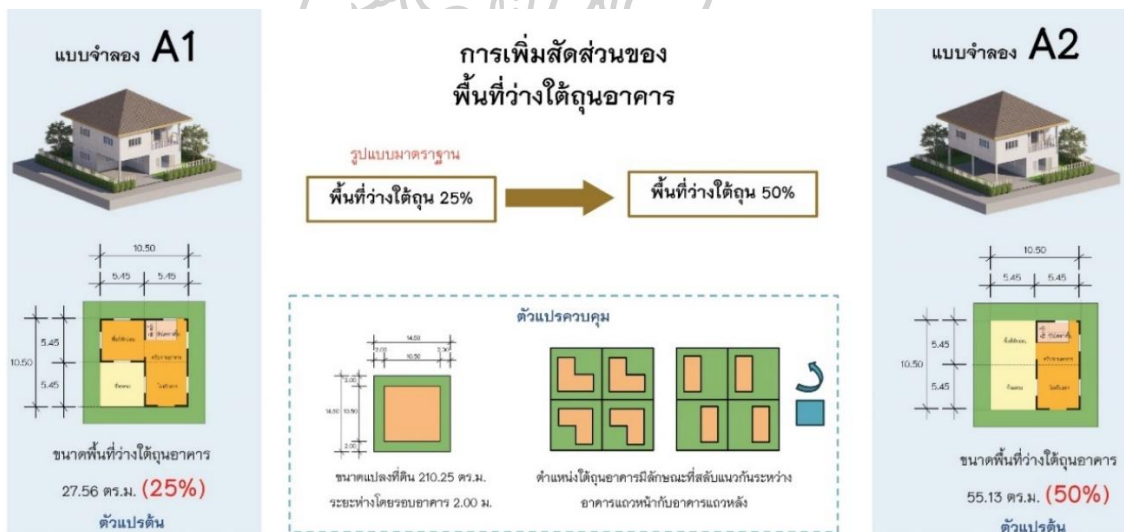 แบบจำลอง A1
10.50
5.45 5.45
10.50
5.45
5.45
ขนาดพื้นที่ว่างใต้ถุนอาคาร
27.56 ตร.ม. (25%)
ตัวแปรต้น
การเพิ่มสัดส่วนของ
พื้นที่ว่างใต้ถุนอาคาร
รูปแบบมาตราฐาน
พื้นที่ว่างใต้ถุน 25%
พื้นที่ว่างใต้ถุน 50%
ตัวแปรควบคุม
14.50
10.50
14.50 10.50
2.00
ขนาดแปลงที่ดิน 210.25 ตร.ม.
ระยะห่างโดยรอบอาคาร 2.00 ม.
ตำแหน่งใต้ถุนอาคารมีลักษณะที่สลับแนวกันระหว่าง
อาคารแถวหน้ากับอาคารแถวหลัง
แบบจำลอง A2
10.50
5.45 5.45
10.50
5.45
5.45
ขนาดพื้นที่ว่างใต้ถุนอาคาร
55.13 ตร.ม. (50%)
ตัวแปรต้น